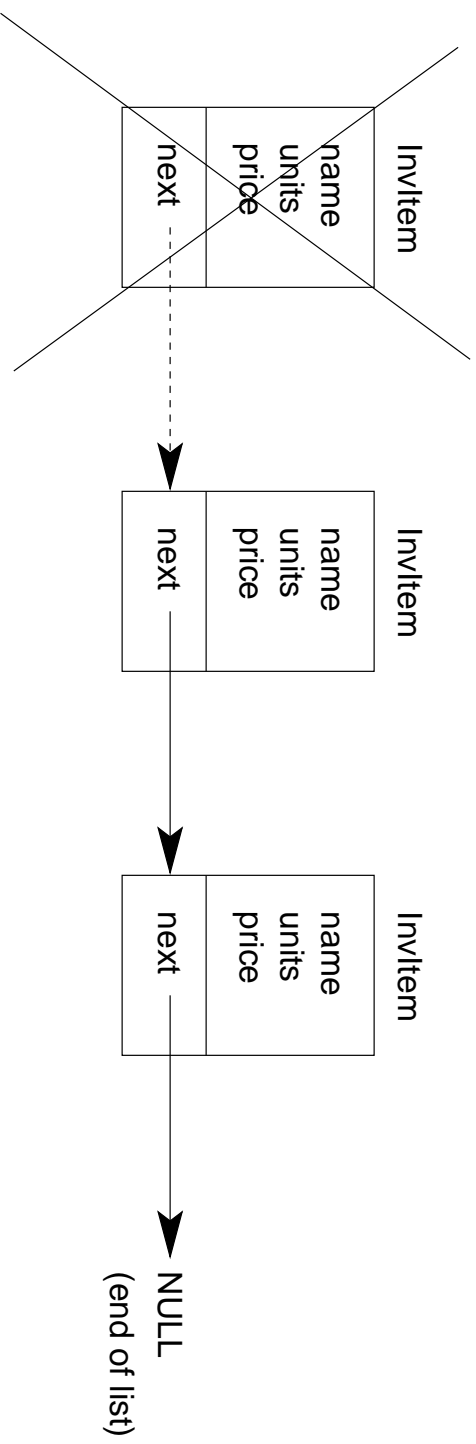 InvItem
name
units
price
next
InvItem
name
units
price
next
InvItem
name
units
price
next
NULL
(end of list)